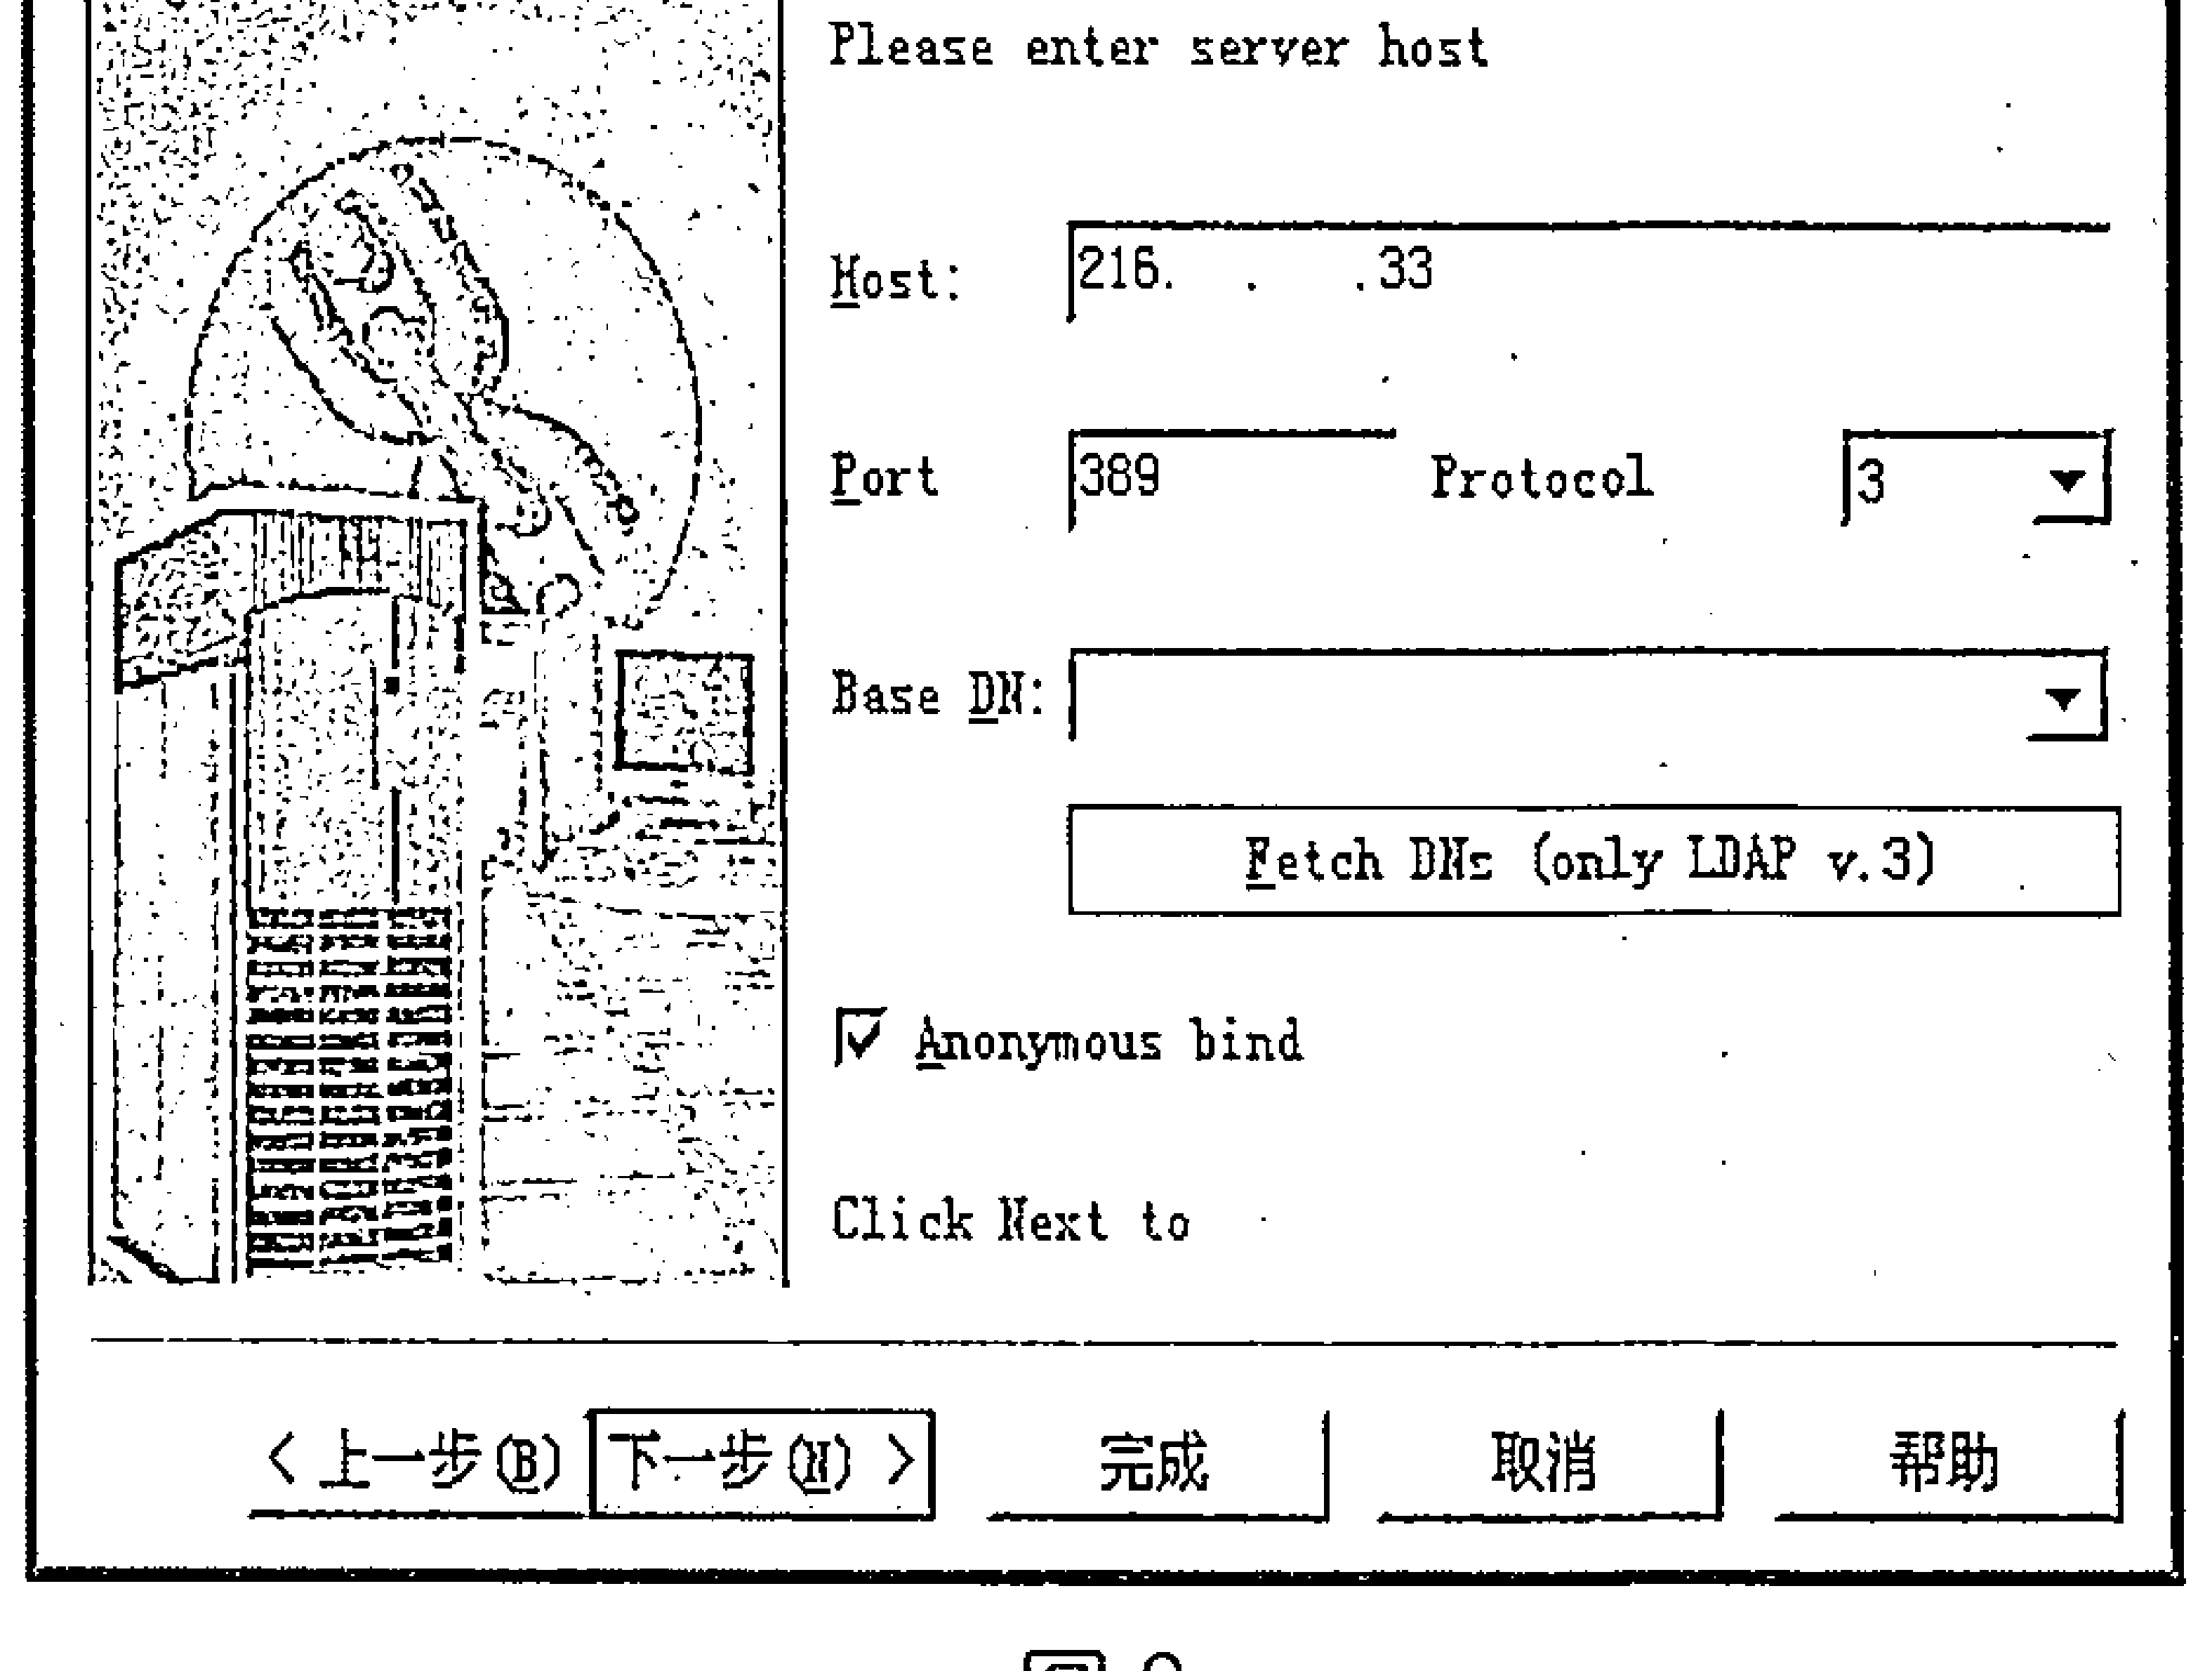 Please enter server host
Host: 216. . .33
Port 389 Protocol 3
Base DN:
Fetch DNs (only LDAP v.3)
Anonymous bind
Click Next to
< 上一步(B) 下一步(N) > 完成 取消 帮助